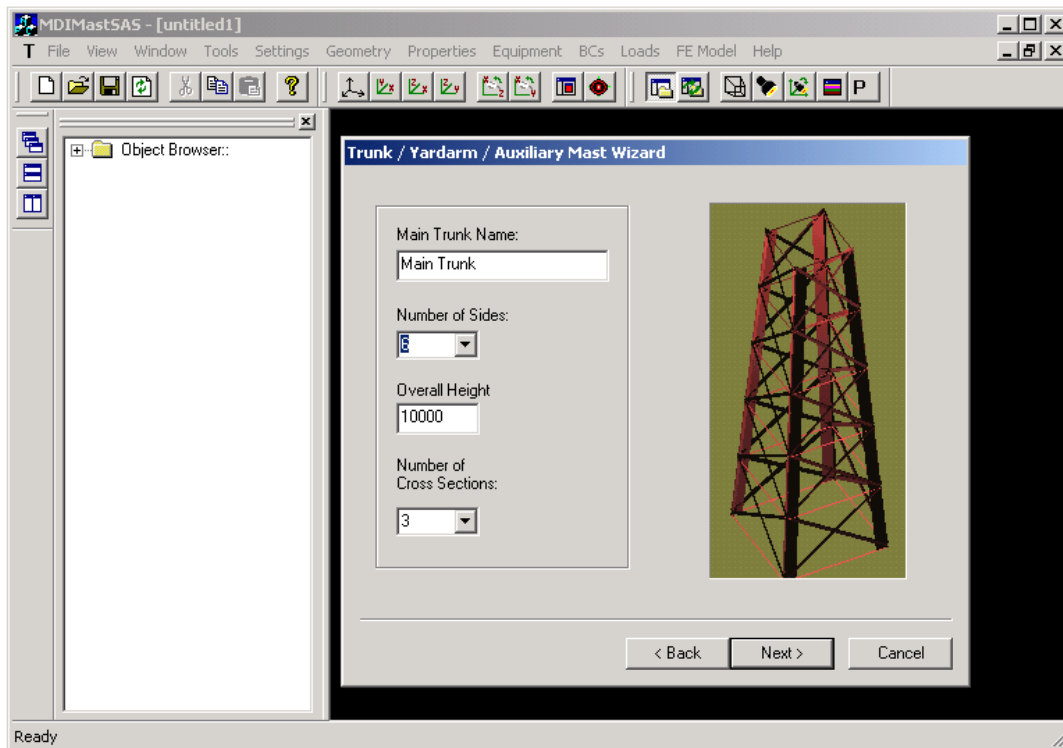 MDIMastSAS - [untitled1]
T File View Window Tools Settings Geometry Properties Equipment BCs Loads FE Model Help
P
Object Browser::
Trunk / Yardarm / Auxiliary Mast Wizard
Main Trunk Name:
Main Trunk
Number of Sides:
6
Overall Height
10000
Number of
Cross Sections:
3
< Back Next > Cancel
Ready